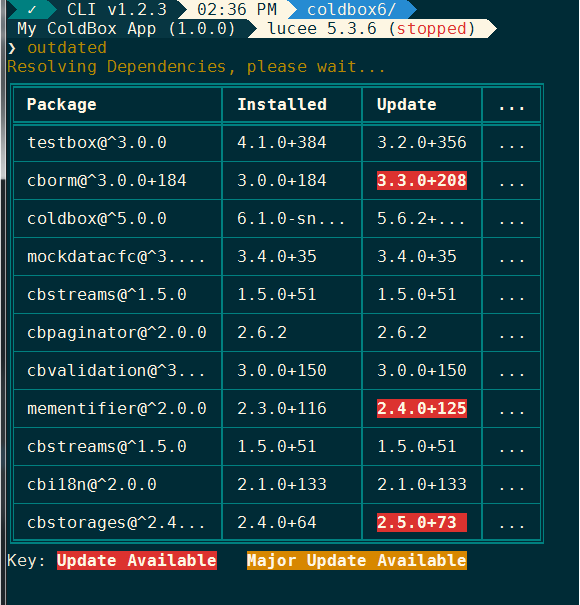 ✓ CLI v1.2.3 02:36 PM coldbox6/
My ColdBox App (1.0.0) lucee 5.3.6 (stopped)
❯ outdated
Resolving Dependencies, please wait...
Package Installed Update ...
testbox@^3.0.0 4.1.0+384 3.2.0+356 ...
cborm@^3.0.0+184 3.0.0+184 3.3.0+208 ...
coldbox@^5.0.0 6.1.0-sn... 5.6.2+... ...
mockdatacfc@^3.... 3.4.0+35 3.4.0+35 ...
cbstreams@^1.5.0 1.5.0+51 1.5.0+51 ...
cbpaginator@^2.0.0 2.6.2 2.6.2 ...
cbvalidation@^3... 3.0.0+150 3.0.0+150 ...
mementifier@^2.0.0 2.3.0+116 2.4.0+125 ...
cbstreams@^1.5.0 1.5.0+51 1.5.0+51 ...
cbi18n@^2.0.0 2.1.0+133 2.1.0+133 ...
cbstorages@^2.4... 2.4.0+64 2.5.0+73 ...
Key: Update Available Major Update Available